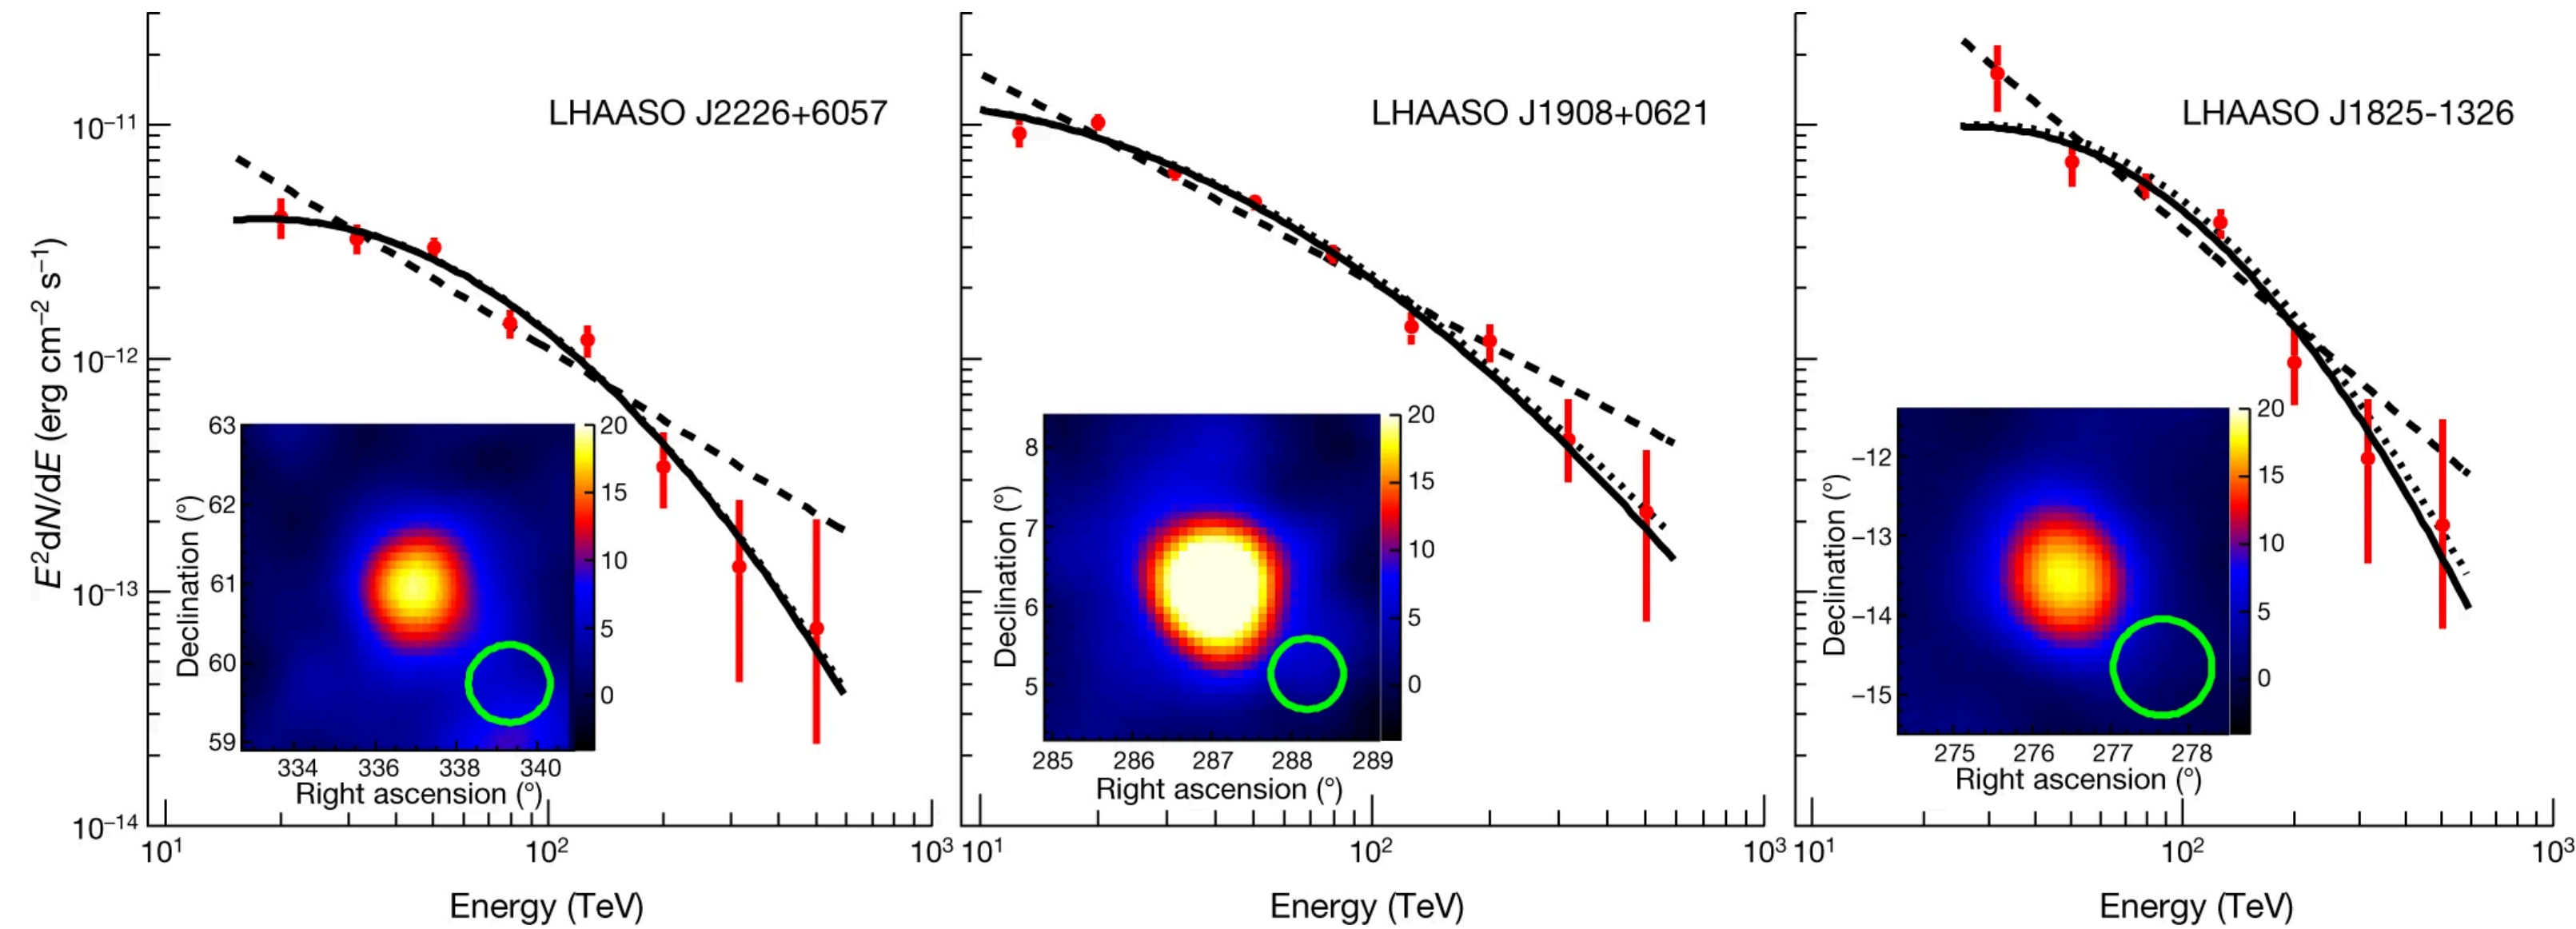 LHAASO J2226+6057
LHAASO J1908+0621
LHAASO J1825-1326
E²dN/dE (erg cm⁻² s⁻¹)
10⁻¹¹
10⁻¹²
10⁻¹³
10⁻¹⁴
Declination (°)
63
62
61
60
59
20
15
10
5
0
334 336 338 340
Right ascension (°)
Declination (°)
8
7
6
5
20
15
10
5
0
285 286 287 288 289
Right ascension (°)
Declination (°)
−12
−13
−14
−15
20
15
10
5
0
275 276 277 278
Right ascension (°)
10¹ 10² 10³
10¹ 10² 10³
10¹ 10² 10³
Energy (TeV)
Energy (TeV)
Energy (TeV)